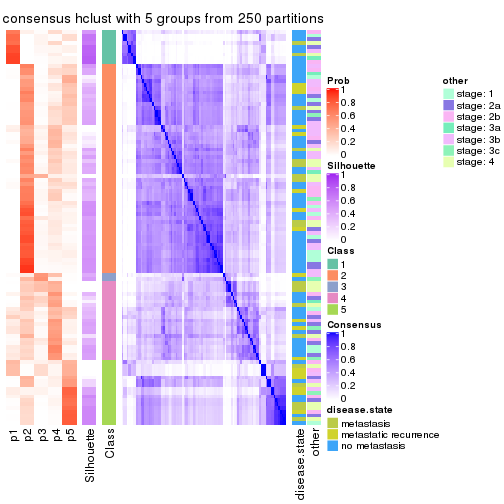 consensus hclust with 5 groups from 250 partitions
Prob
1
0.8
0.6
0.4
0.2
0
Silhouette
1
0.8
0.6
0.4
0.2
0
Class
1
2
3
4
5
Consensus
1
0.8
0.6
0.4
0.2
0
disease.state
metastasis
metastatic recurrence
no metastasis
other
stage: 1
stage: 2a
stage: 2b
stage: 3a
stage: 3b
stage: 3c
stage: 4
p1
p2
p3
p4
p5
Silhouette
Class
disease.state
other